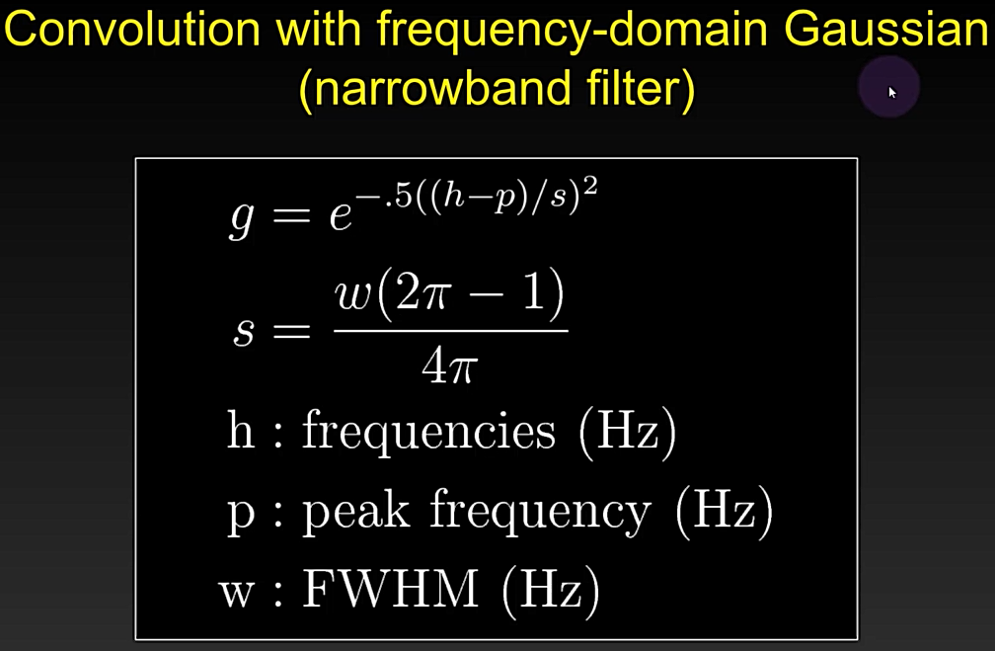 Convolution with frequency-domain Gaussian
(narrowband filter)
g = e^{-.5((h-p)/s)^2}
s = \frac{w(2π − 1)}{4π}
h : frequencies (Hz)
p : peak frequency (Hz)
w : FWHM (Hz)